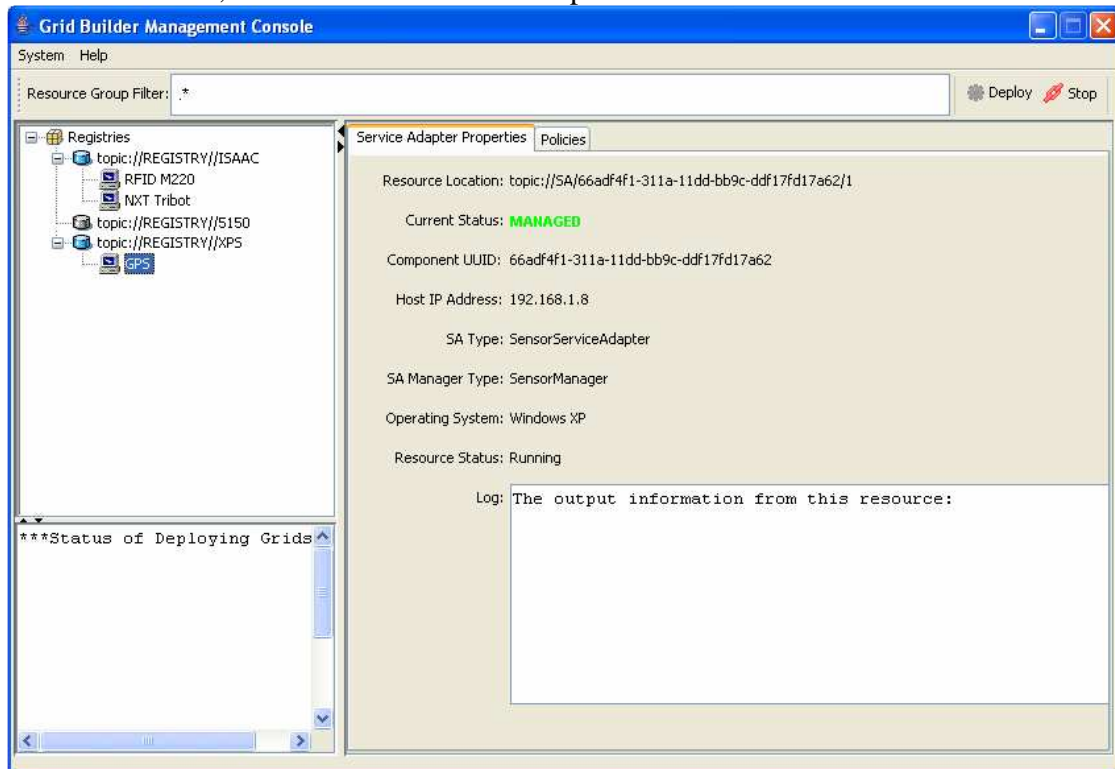 Grid Builder Management Console
System Help
Resource Group Filter: .*
Deploy Stop
Registries
topic://REGISTRY//ISAAC
RFID M220
NXT Tribot
topic://REGISTRY//5150
topic://REGISTRY//XPS
GPS
***Status of Deploying Grids
Service Adapter Properties Policies
Resource Location: topic://SA/66adf4f1-311a-11dd-bb9c-ddf17fd17a62/1
Current Status: MANAGED
Component UUID: 66adf4f1-311a-11dd-bb9c-ddf17fd17a62
Host IP Address: 192.168.1.8
SA Type: SensorServiceAdapter
SA Manager Type: SensorManager
Operating System: Windows XP
Resource Status: Running
Log: The output information from this resource: